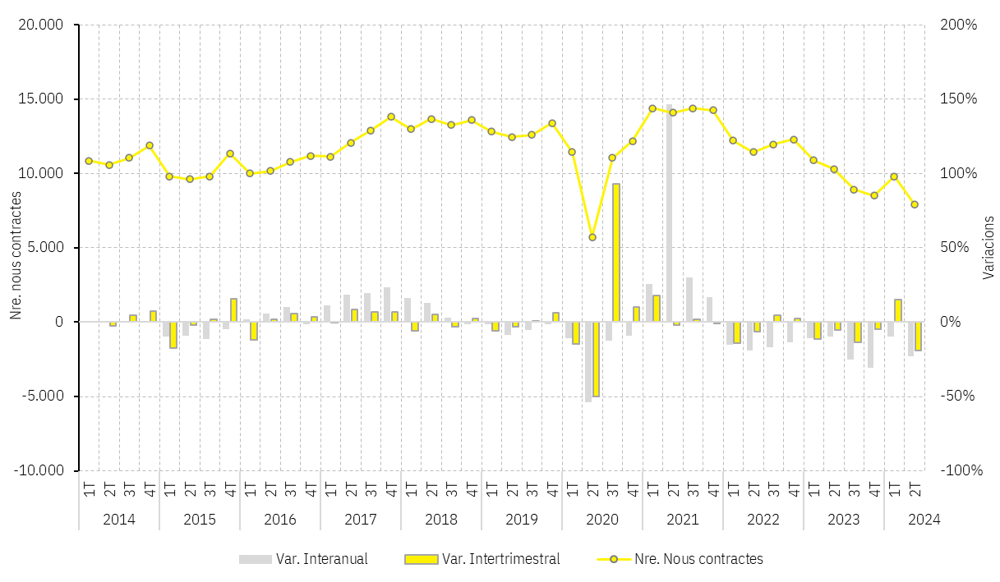 20.000 200%
15.000 150%
10.000 100%
5.000 50%
0 0%
-5.000 -50%
-10.000 -100%
Nre. nous contractes
Variacions
1T 2T 3T 4T 1T 2T 3T 4T 1T 2T 3T 4T 1T 2T 3T 4T 1T 2T 3T 4T 1T 2T 3T 4T 1T 2T 3T 4T 1T 2T 3T 4T 1T 2T 3T 4T 1T 2T 3T 4T 1T 2T
2014 2015 2016 2017 2018 2019 2020 2021 2022 2023 2024
Var. Interanual Var. Intertrimestral Nre. Nous contractes